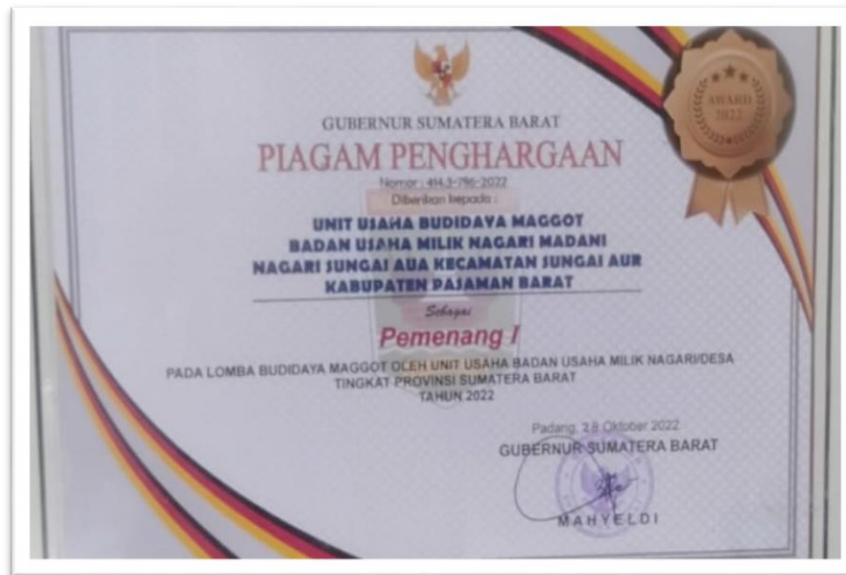 AWARD
2022
GUBERNUR SUMATERA BARAT
PIAGAM PENGHARGAAN
Nomor : 414.3-796-2022
Diberikan kepada :
UNIT USAHA BUDIDAYA MAGGOT
BADAN USAHA MILIK NAGARI MADANI
NAGARI SUNGAI AUA KECAMATAN SUNGAI AUR
KABUPATEN PASAMAN BARAT
Sebagai
Pemenang I
PADA LOMBA BUDIDAYA MAGGOT OLEH UNIT USAHA BADAN USAHA MILIK NAGARI/DESA
TINGKAT PROVINSI SUMATERA BARAT
TAHUN 2022
Padang, 28 Oktober 2022
GUBERNUR SUMATERA BARAT
MAHYELDI